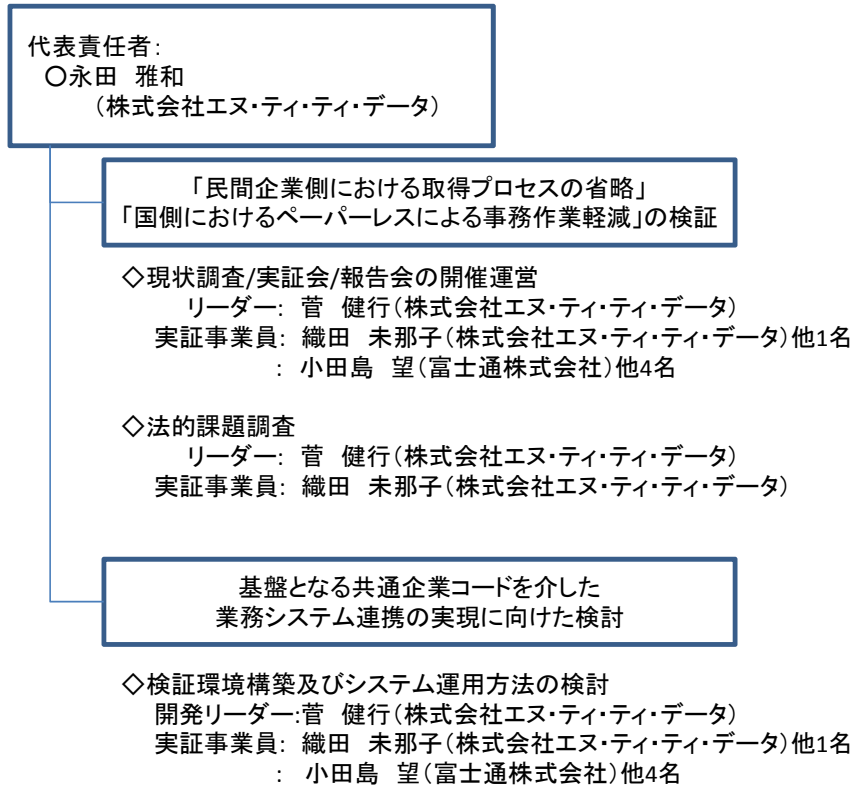 代表責任者:
〇永田 雅和
(株式会社エヌ・ティ・ティ・データ)
「民間企業側における取得プロセスの省略」
「国側におけるペーパーレスによる事務作業軽減」の検証
◇現状調査/実証会/報告会の開催運営
リーダー: 菅 健行(株式会社エヌ・ティ・ティ・データ)
実証事業員: 織田 未那子(株式会社エヌ・ティ・ティ・データ)他1名
: 小田島 望(富士通株式会社)他4名
◇法的課題調査
リーダー: 菅 健行(株式会社エヌ・ティ・ティ・データ)
実証事業員: 織田 未那子(株式会社エヌ・ティ・ティ・データ)
基盤となる共通企業コードを介した
業務システム連携の実現に向けた検討
◇検証環境構築及びシステム運用方法の検討
開発リーダー:菅 健行(株式会社エヌ・ティ・ティ・データ)
実証事業員: 織田 未那子(株式会社エヌ・ティ・ティ・データ)他1名
: 小田島 望(富士通株式会社)他4名